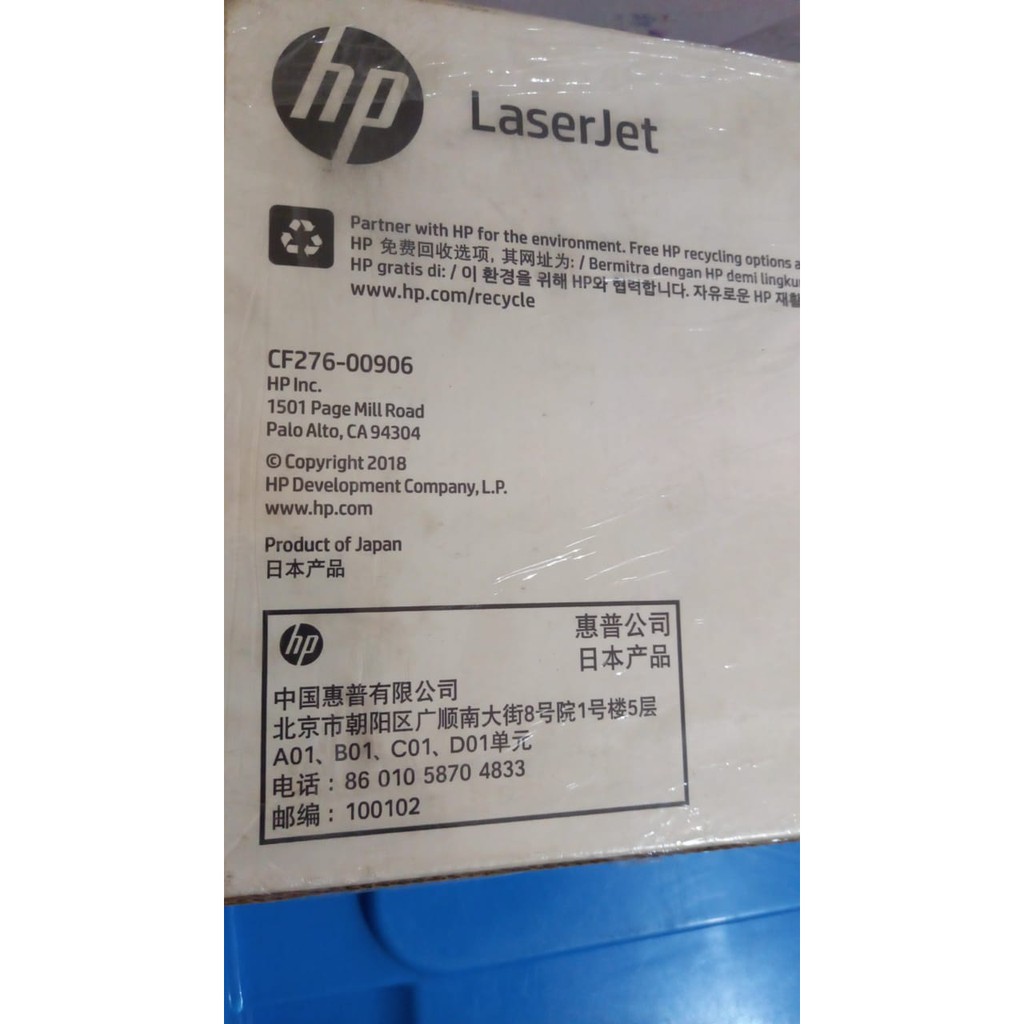 hp
LaserJet
Partner with HP for the environment. Free HP recycling options
HP 免费回收选项, 其网址为: / Bermitra dengan HP demi
HP gratis di: / 이 환경을 위해 HP와 협력합니다. 자유로운 HP
www.hp.com/recycle
CF276-00906
HP Inc.
1501 Page Mill Road
Palo Alto, CA 94304
© Copyright 2018
HP Development Company, L.P.
www.hp.com
Product of Japan
日本产品
hp
惠普公司
日本产品
中国惠普有限公司
北京市朝阳区广顺南大街8号院1号楼5层
A01、B01、C01、D01单元
电话：86 010 5870 4833
邮编：100102